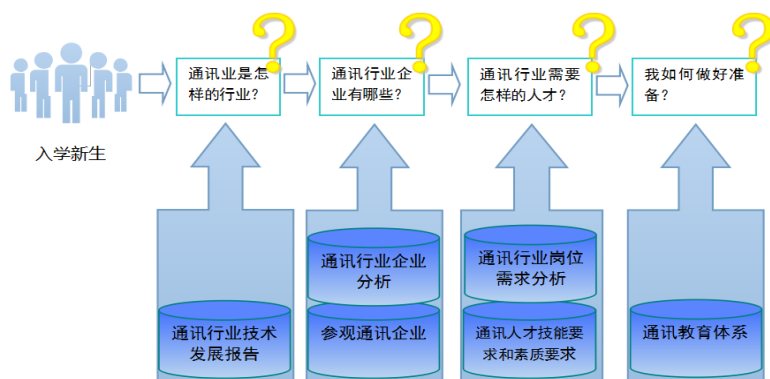 通讯业是怎
样的行业？
通讯行业企
业有哪些？
通讯行业需要
怎样的人才？
我如何做好准
备？
入学新生
通讯行业技术
发展报告
通讯行业企业
分析
参观通讯企业
通讯行业岗位
需求分析
通讯人才技能要
求和素质要求
通讯教育体系